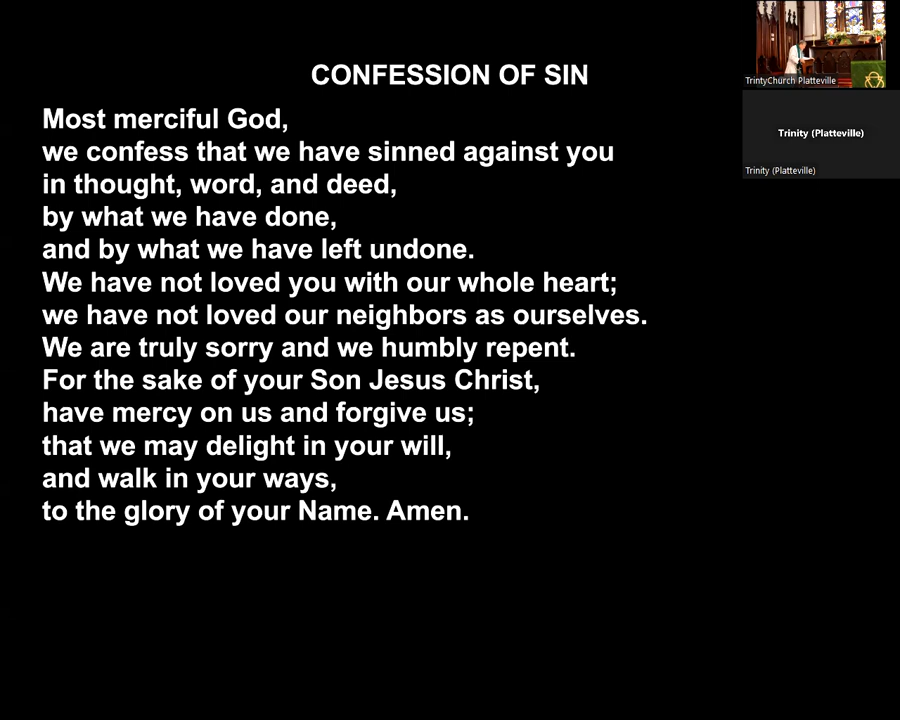 CONFESSION OF SIN
Most merciful God,
we confess that we have sinned against you
in thought, word, and deed,
by what we have done,
and by what we have left undone.
We have not loved you with our whole heart;
we have not loved our neighbors as ourselves.
We are truly sorry and we humbly repent.
For the sake of your Son Jesus Christ,
have mercy on us and forgive us;
that we may delight in your will,
and walk in your ways,
to the glory of your Name. Amen.
TrintyChurch Platteville
Trinity (Platteville)
Trinity (Platteville)